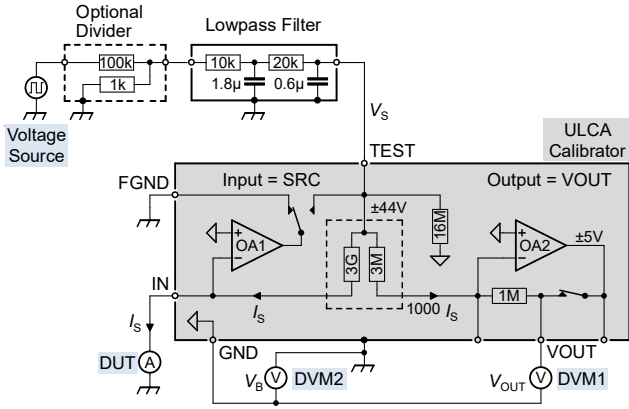 Optional
Divider
Lowpass Filter
100k
1k
10k
20k
1.8µ
0.6µ
Voltage
Source
VS
TEST
ULCA
Calibrator
FGND
Input = SRC
Output = VOUT
±44V
16M
OA1
OA2
±5V
3G
3M
IN
1M
IS
IS
1000 IS
GND
VOUT
DUT
A
VB
V
DVM2
VOUT
V
DVM1